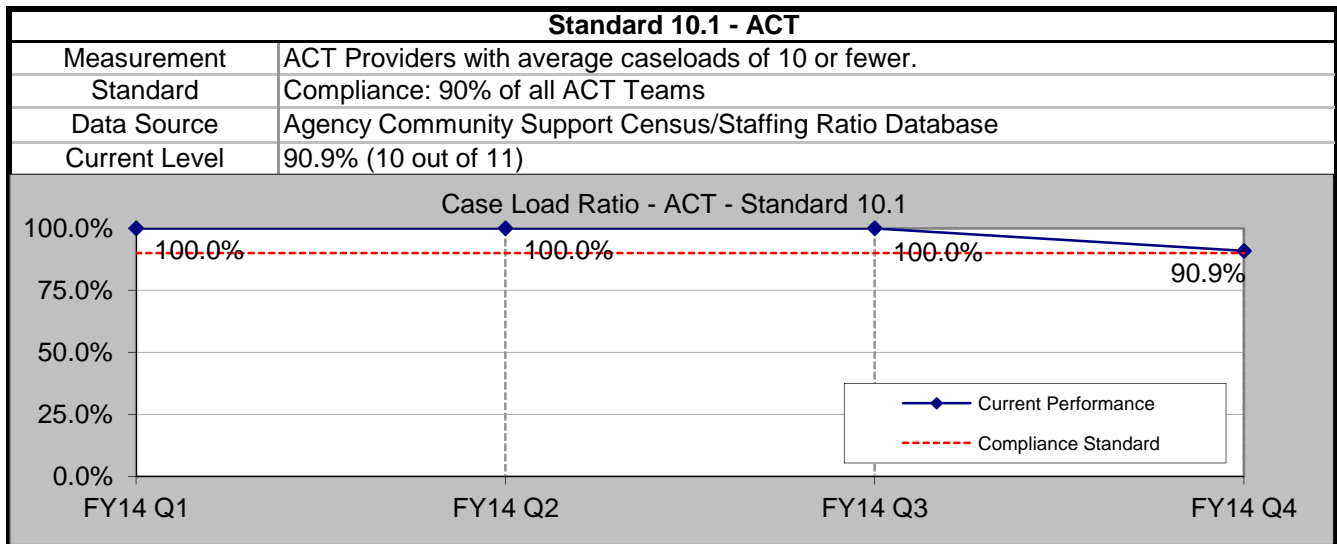 Standard 10.1 - ACT
Measurement ACT Providers with average caseloads of 10 or fewer.
Standard Compliance: 90% of all ACT Teams
Data Source Agency Community Support Census/Staffing Ratio Database
Current Level 90.9% (10 out of 11)
Case Load Ratio - ACT - Standard 10.1
100.0%
100.0% 100.0% 100.0%
90.9%
75.0%
50.0%
Current Performance
25.0%
Compliance Standard
0.0%
FY14 Q1 FY14 Q2 FY14 Q3 FY14 Q4